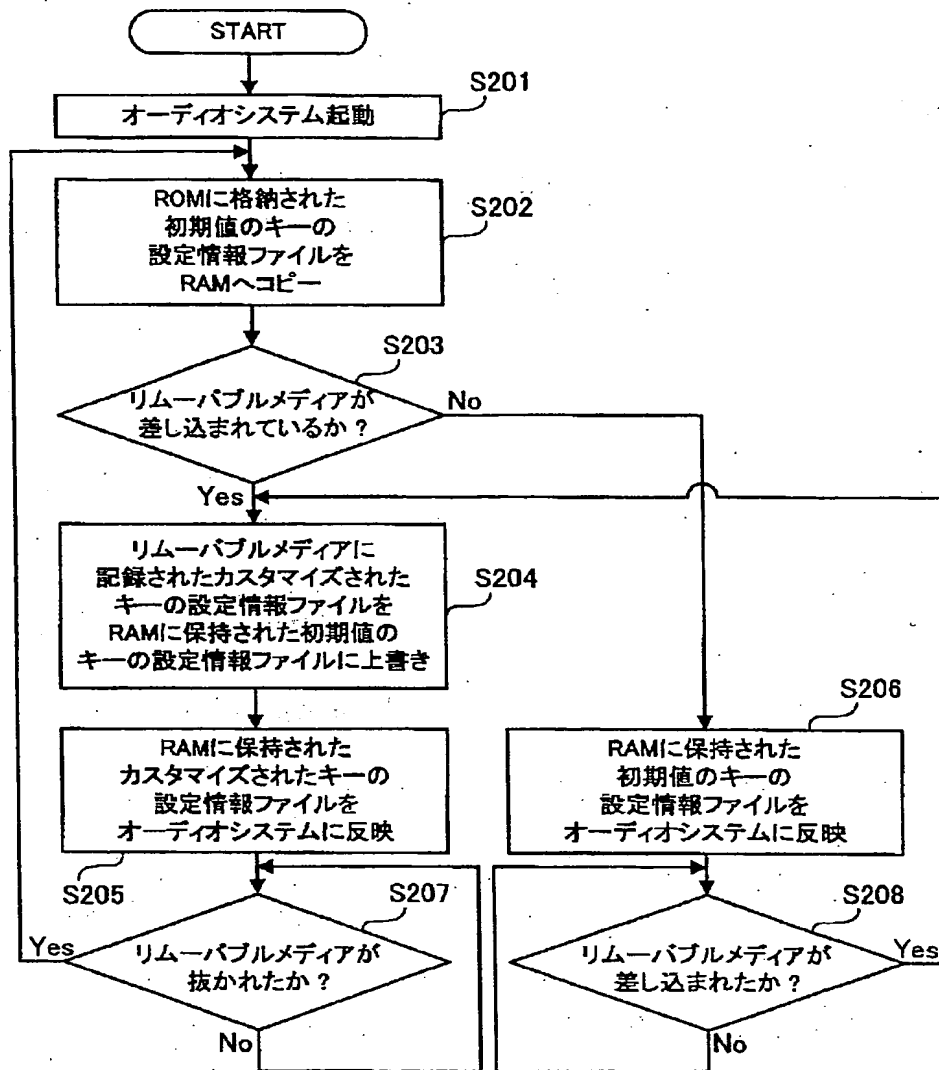 START
S201
オーディオシステム起動
ROMに格納された
初期値のキーの
設定情報ファイルを
RAMへコピー
S202
S203
リムーバブルメディアが
差し込まれているか？
No
Yes
リムーバブルメディアに
記録されたカスタマイズされた
キーの設定情報ファイルを
RAMに保持された初期値の
キーの設定情報ファイルに上書き
S204
S206
RAMに保持された
カスタマイズされたキーの
設定情報ファイルを
オーディオシステムに反映
RAMに保持された
初期値のキーの
設定情報ファイルを
オーディオシステムに反映
S205
S207
Yes
リムーバブルメディアが
抜かれたか？
No
S208
リムーバブルメディアが
差し込まれたか？
Yes
No